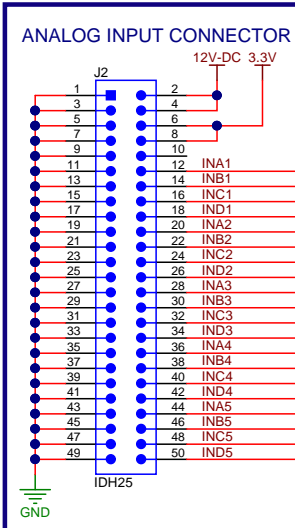 ANALOG INPUT CONNECTOR
12V-DC 3.3V
J2
1 2
3 4
5 6
7 8
9 10
11 12 INA1
13 14 INB1
15 16 INC1
17 18 IND1
19 20 INA2
21 22 INB2
23 24 INC2
25 26 IND2
27 28 INA3
29 30 INB3
31 32 INC3
33 34 IND3
35 36 INA4
37 38 INB4
39 40 INC4
41 42 IND4
43 44 INA5
45 46 INB5
47 48 INC5
49 50 IND5
IDH25
GND